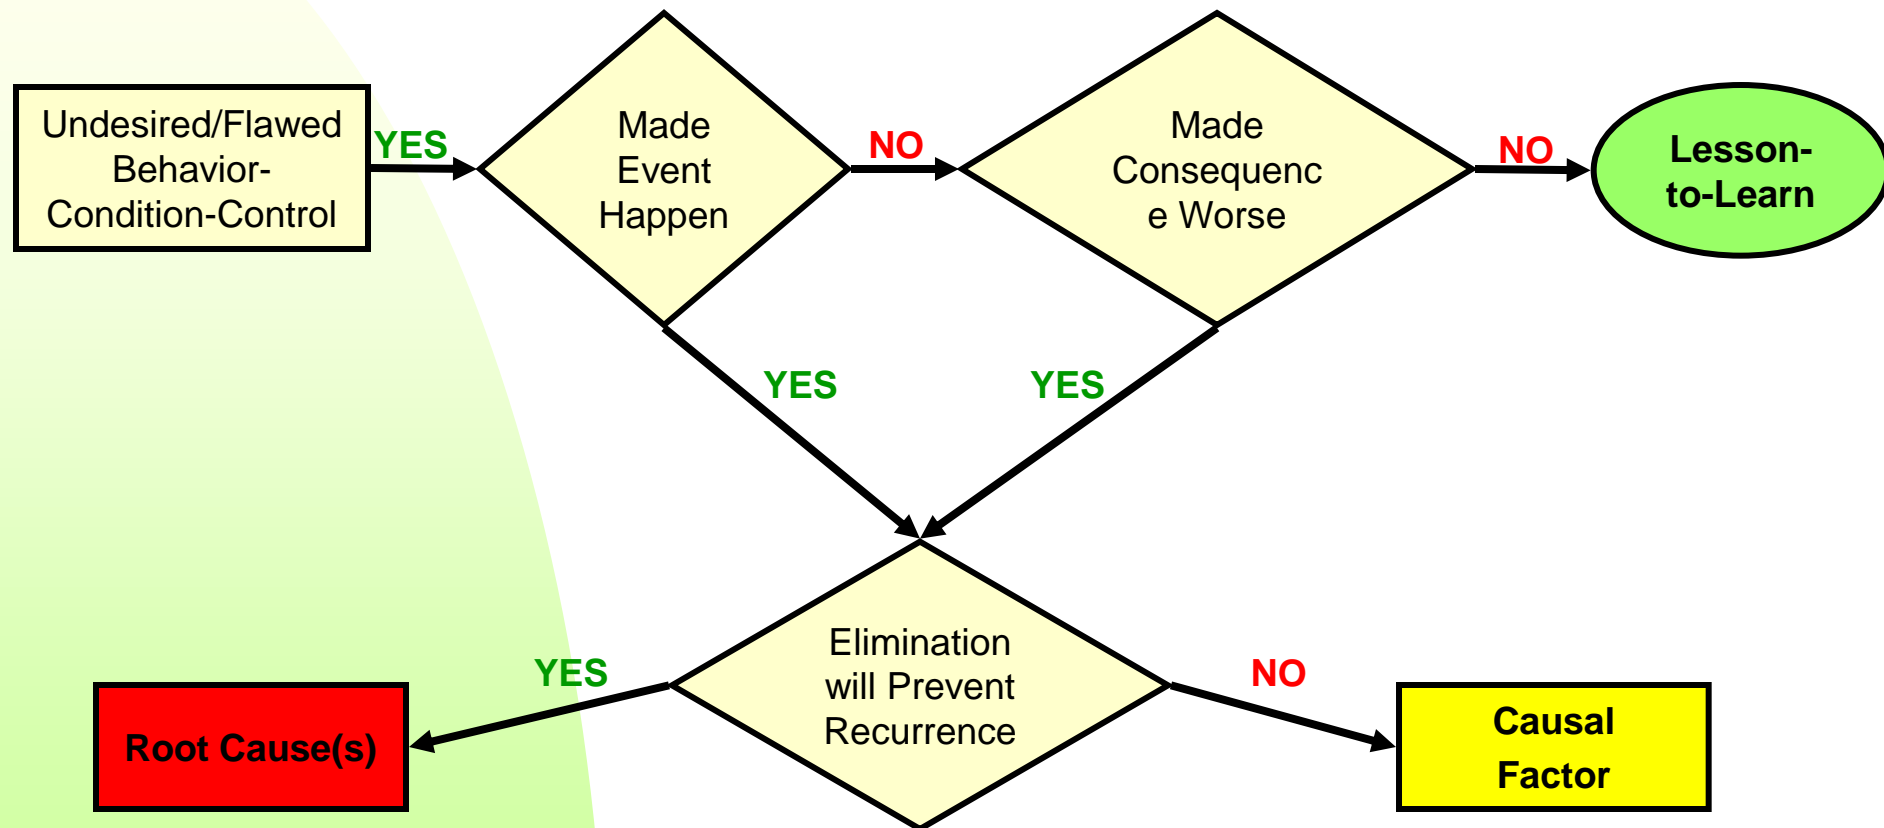 Undesired/Flawed
Behavior-
Condition-Control
YES
Made
Event
Happen
NO
Made
Consequenc
e Worse
NO
Lesson-
to-Learn
YES
YES
Elimination
will Prevent
Recurrence
YES
NO
Root Cause(s)
Causal
Factor